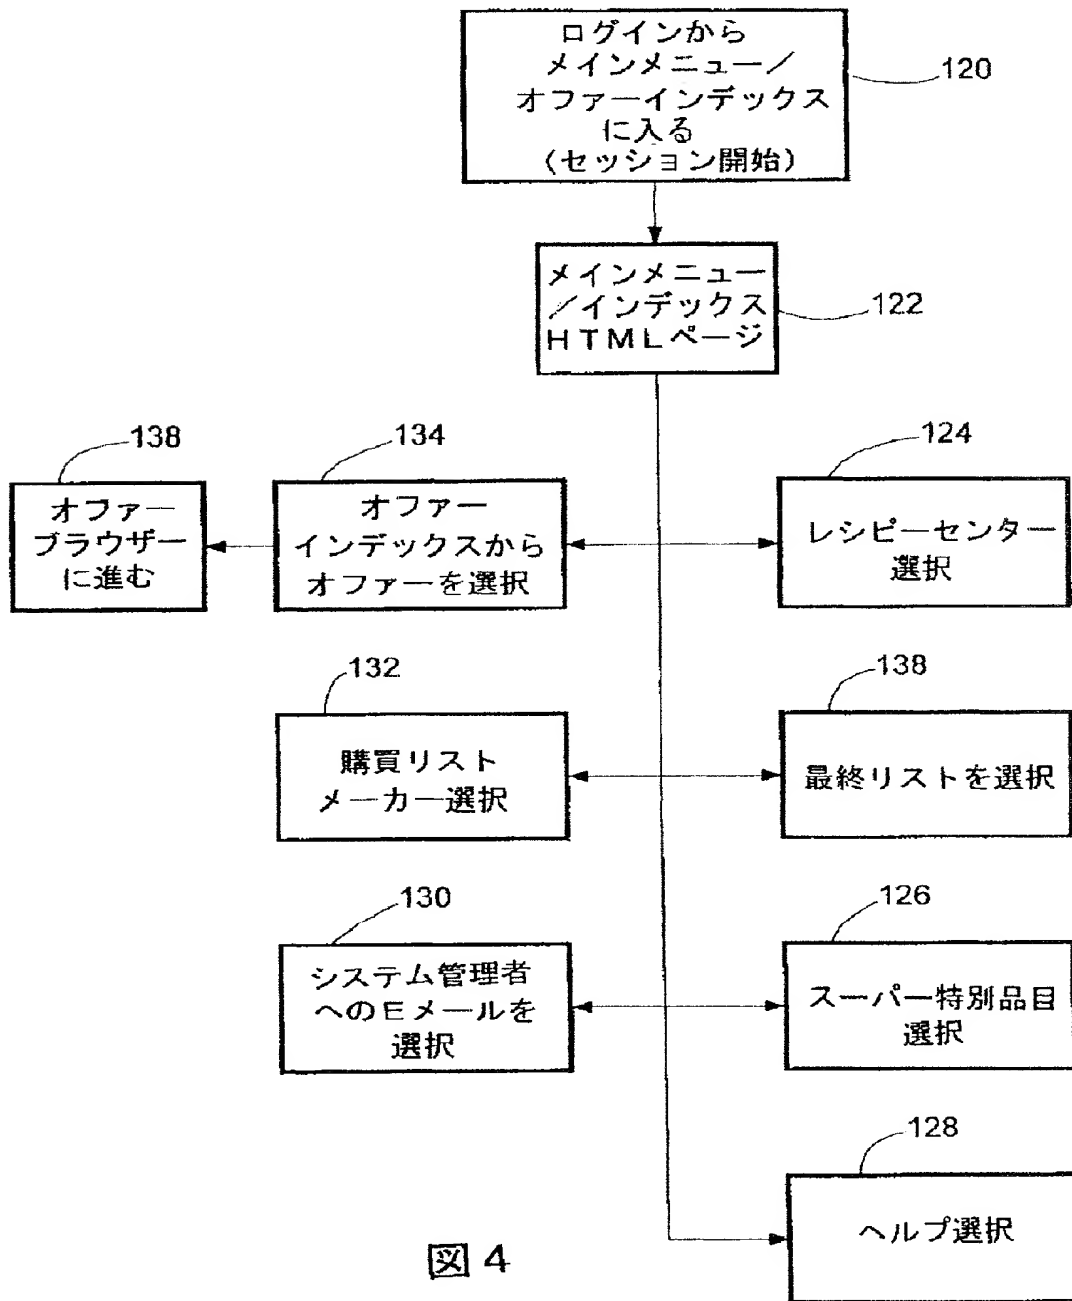 ログインから
メインメニュー／
オファーインデックス
に入る
(セッション開始)
120
メインメニュー
／インデックス
HTMLページ
122
138
オファー
ブラウザー
に進む
134
オファー
インデックスから
オファーを選択
124
レシピーセンター
選択
132
購買リスト
メーカー選択
138
最終リストを選択
130
システム管理者
へのEメールを
選択
126
スーパー特別品目
選択
128
ヘルプ選択
図4